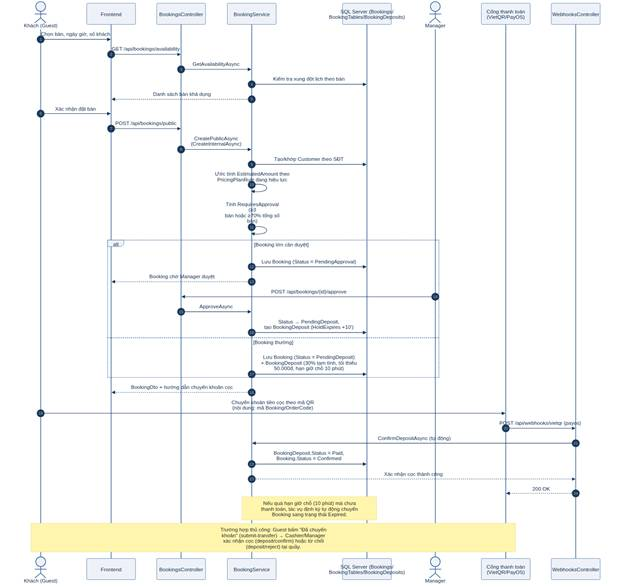 Khách (Guest)
Frontend
BookingsController
BookingService
SQL Server (Bookings/
BookingTables/BookingDeposits)
Manager
Cổng thanh toán
(VietQR/PayOS)
WebhooksController
Chọn bàn, ngày giờ, số khách
GET /api/bookings/availability
GetAvailabilityAsync
Kiểm tra xung đột lịch theo bàn
Danh sách bàn khả dụng
Xác nhận đặt bàn
POST /api/bookings/public
CreatePublicAsync
(CreateInternalAsync)
Tạo/khớp Customer theo SĐT
Ước tính EstimatedAmount theo
đang hiệu lực
Tính RequiresApproval
bàn hoặc ≥70% tổng số
bàn)
alt
[Booking lớn cần duyệt]
Lưu Booking (Status = PendingApproval)
Booking chờ Manager duyệt
POST /api/bookings/{id}/approve
ApproveAsync
Status → PendingDeposit,
tạo BookingDeposit (HoldExpires +10')
[Booking thường]
Lưu Booking (Status = PendingDeposit)
+ BookingDeposit (30% tạm tính, tối thiểu
50.000đ, hạn giữ chỗ 10 phút)
BookingDto + hướng dẫn chuyển khoản cọc
Chuyển khoản tiền cọc theo mã QR
(nội dung: mã Booking/OrderCode)
POST /api/webhooks/vietqr (payos)
ConfirmDepositAsync (tự động)
BookingDeposit.Status = Paid,
Booking.Status = Confirmed
Xác nhận cọc thành công
200 OK
Nếu quá hạn giữ chỗ (10 phút) mà chưa
thanh toán, tác vụ định kỳ tự động chuyển
Booking sang trạng thái Expired.
Trường hợp thủ công: Guest bấm "Đã chuyển
khoản" (submit-transfer) → Cashier/Manager
xác nhận cọc (deposit/confirm) hoặc từ chối
(deposit/reject) tại quầy.
Khách (Guest)
Frontend
BookingsController
BookingService
SQL Server (Bookings/
BookingTables/BookingDeposits)
Manager
Cổng thanh toán
(VietQR/PayOS)
WebhooksController